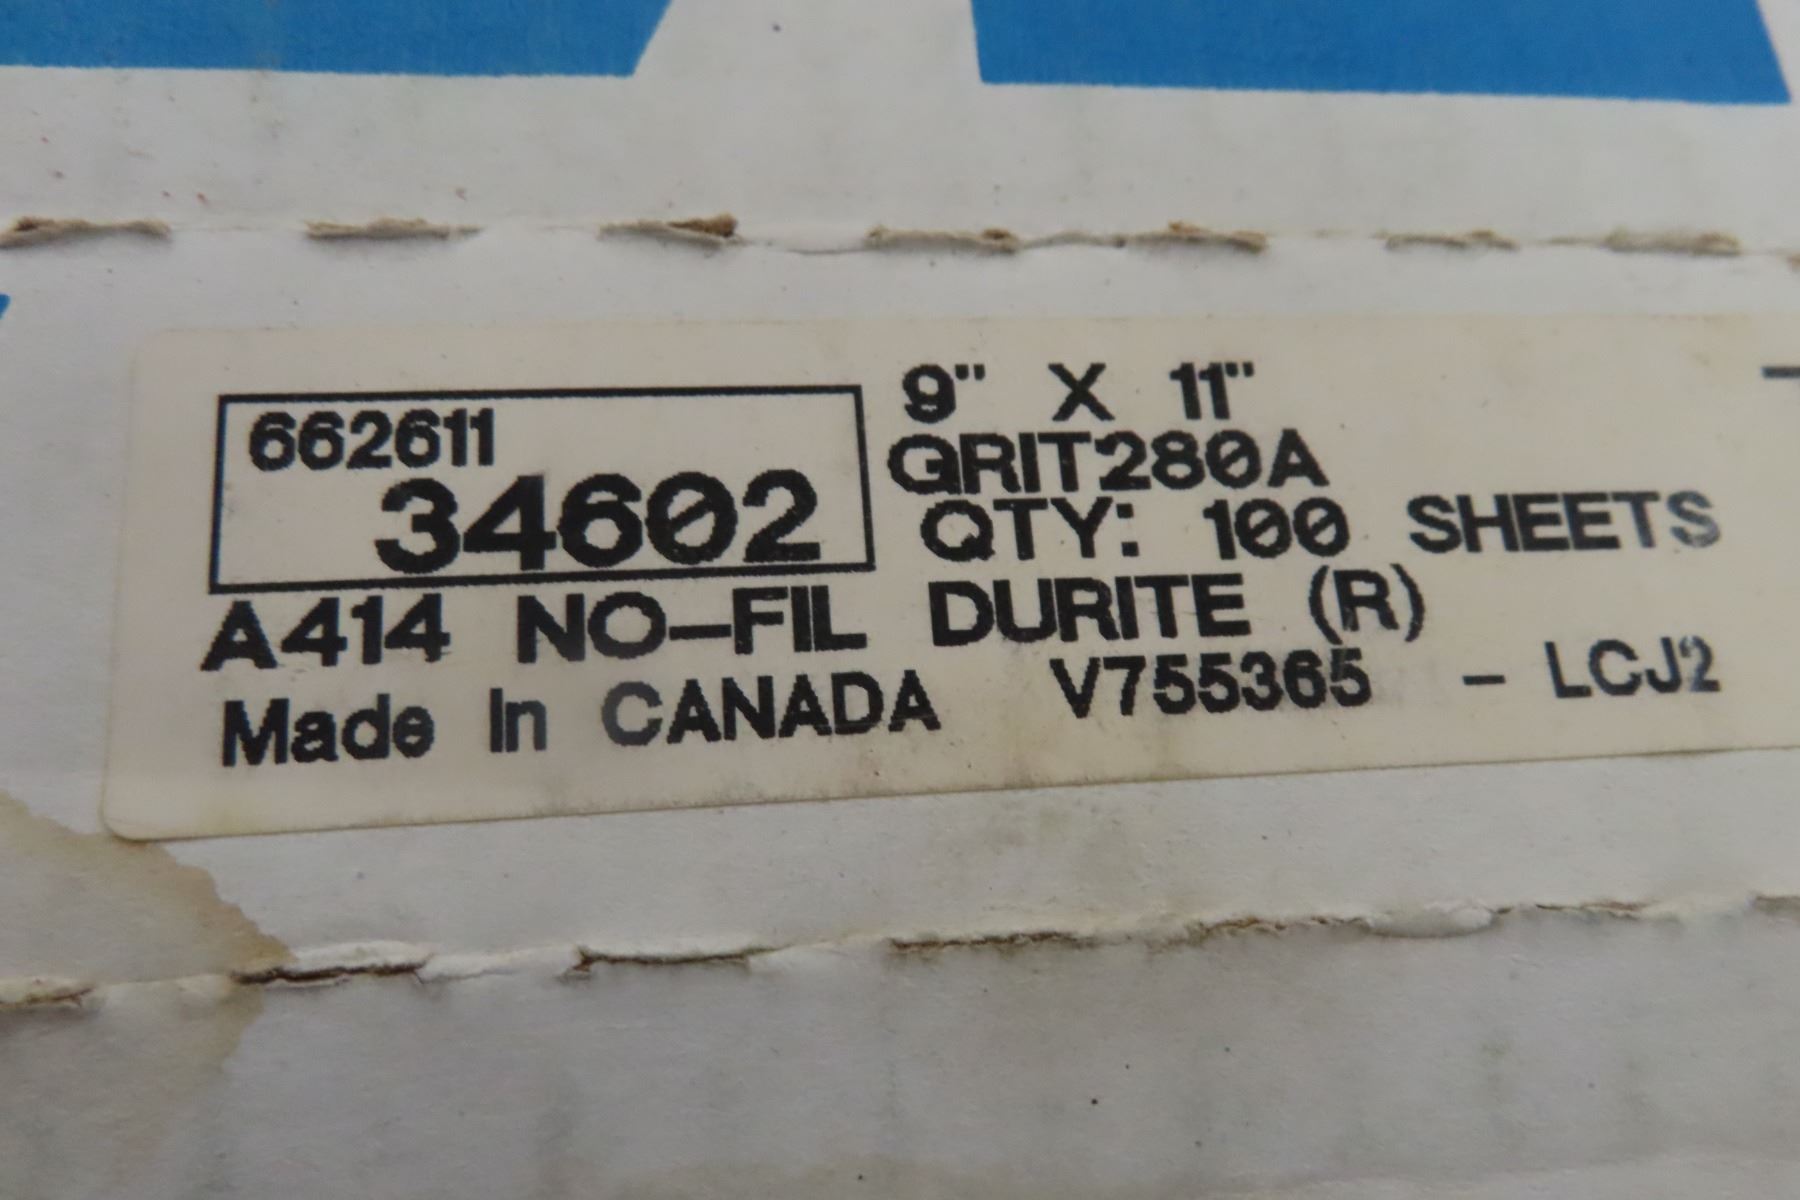 662611
34602
9" X 11"
GRIT280A
QTY: 100 SHEETS
A414 NO-FIL DURITE (R)
Made In CANADA V755365 - LCJ2